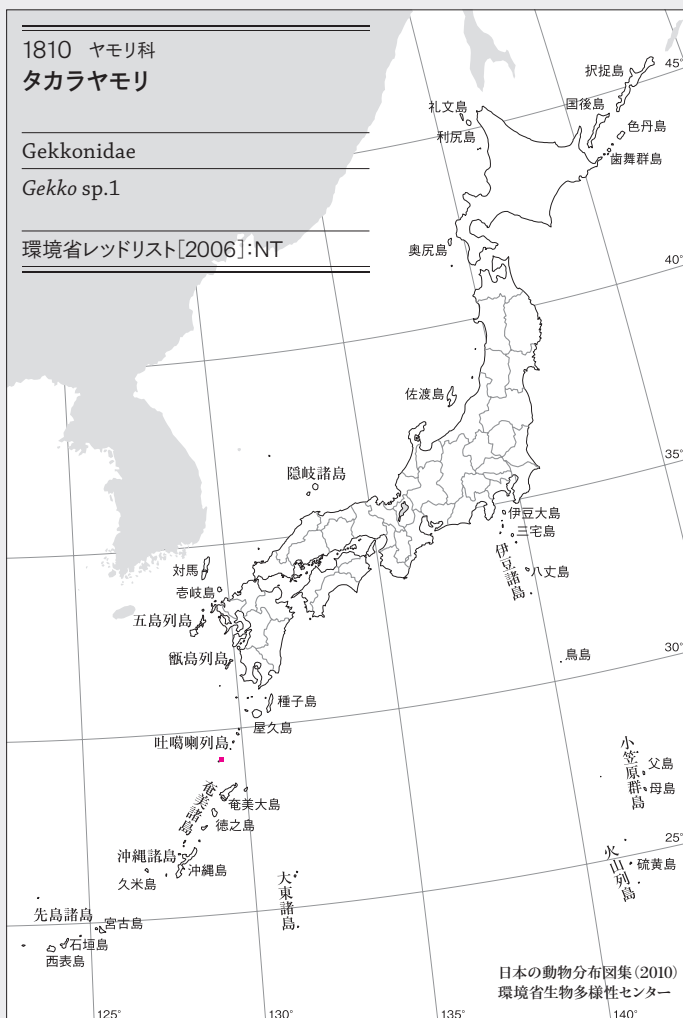 1810 ヤモリ科
タカラヤモリ
Gekkonidae
Gekko sp.1
環境省レッドリスト[2006]:NT
択捉島
45°
礼文島
国後島
色丹島
利尻島
歯舞群島
奥尻島
40°
佐渡島
35°
隠岐諸島
伊豆大島
三宅島
伊豆諸島
八丈島
対馬
壱岐島
五島列島
甑島列島
鳥島
30°
種子島
屋久島
吐噶喇列島
小笠原群島
父島
母島
奄美諸島
奄美大島
徳之島
沖縄諸島
沖縄島
久米島
25°
火山列島
硫黄島
大東諸島
先島諸島
宮古島
石垣島
西表島
日本の動物分布図集(2010)
環境省生物多様性センター
125°
130°
135°
140°